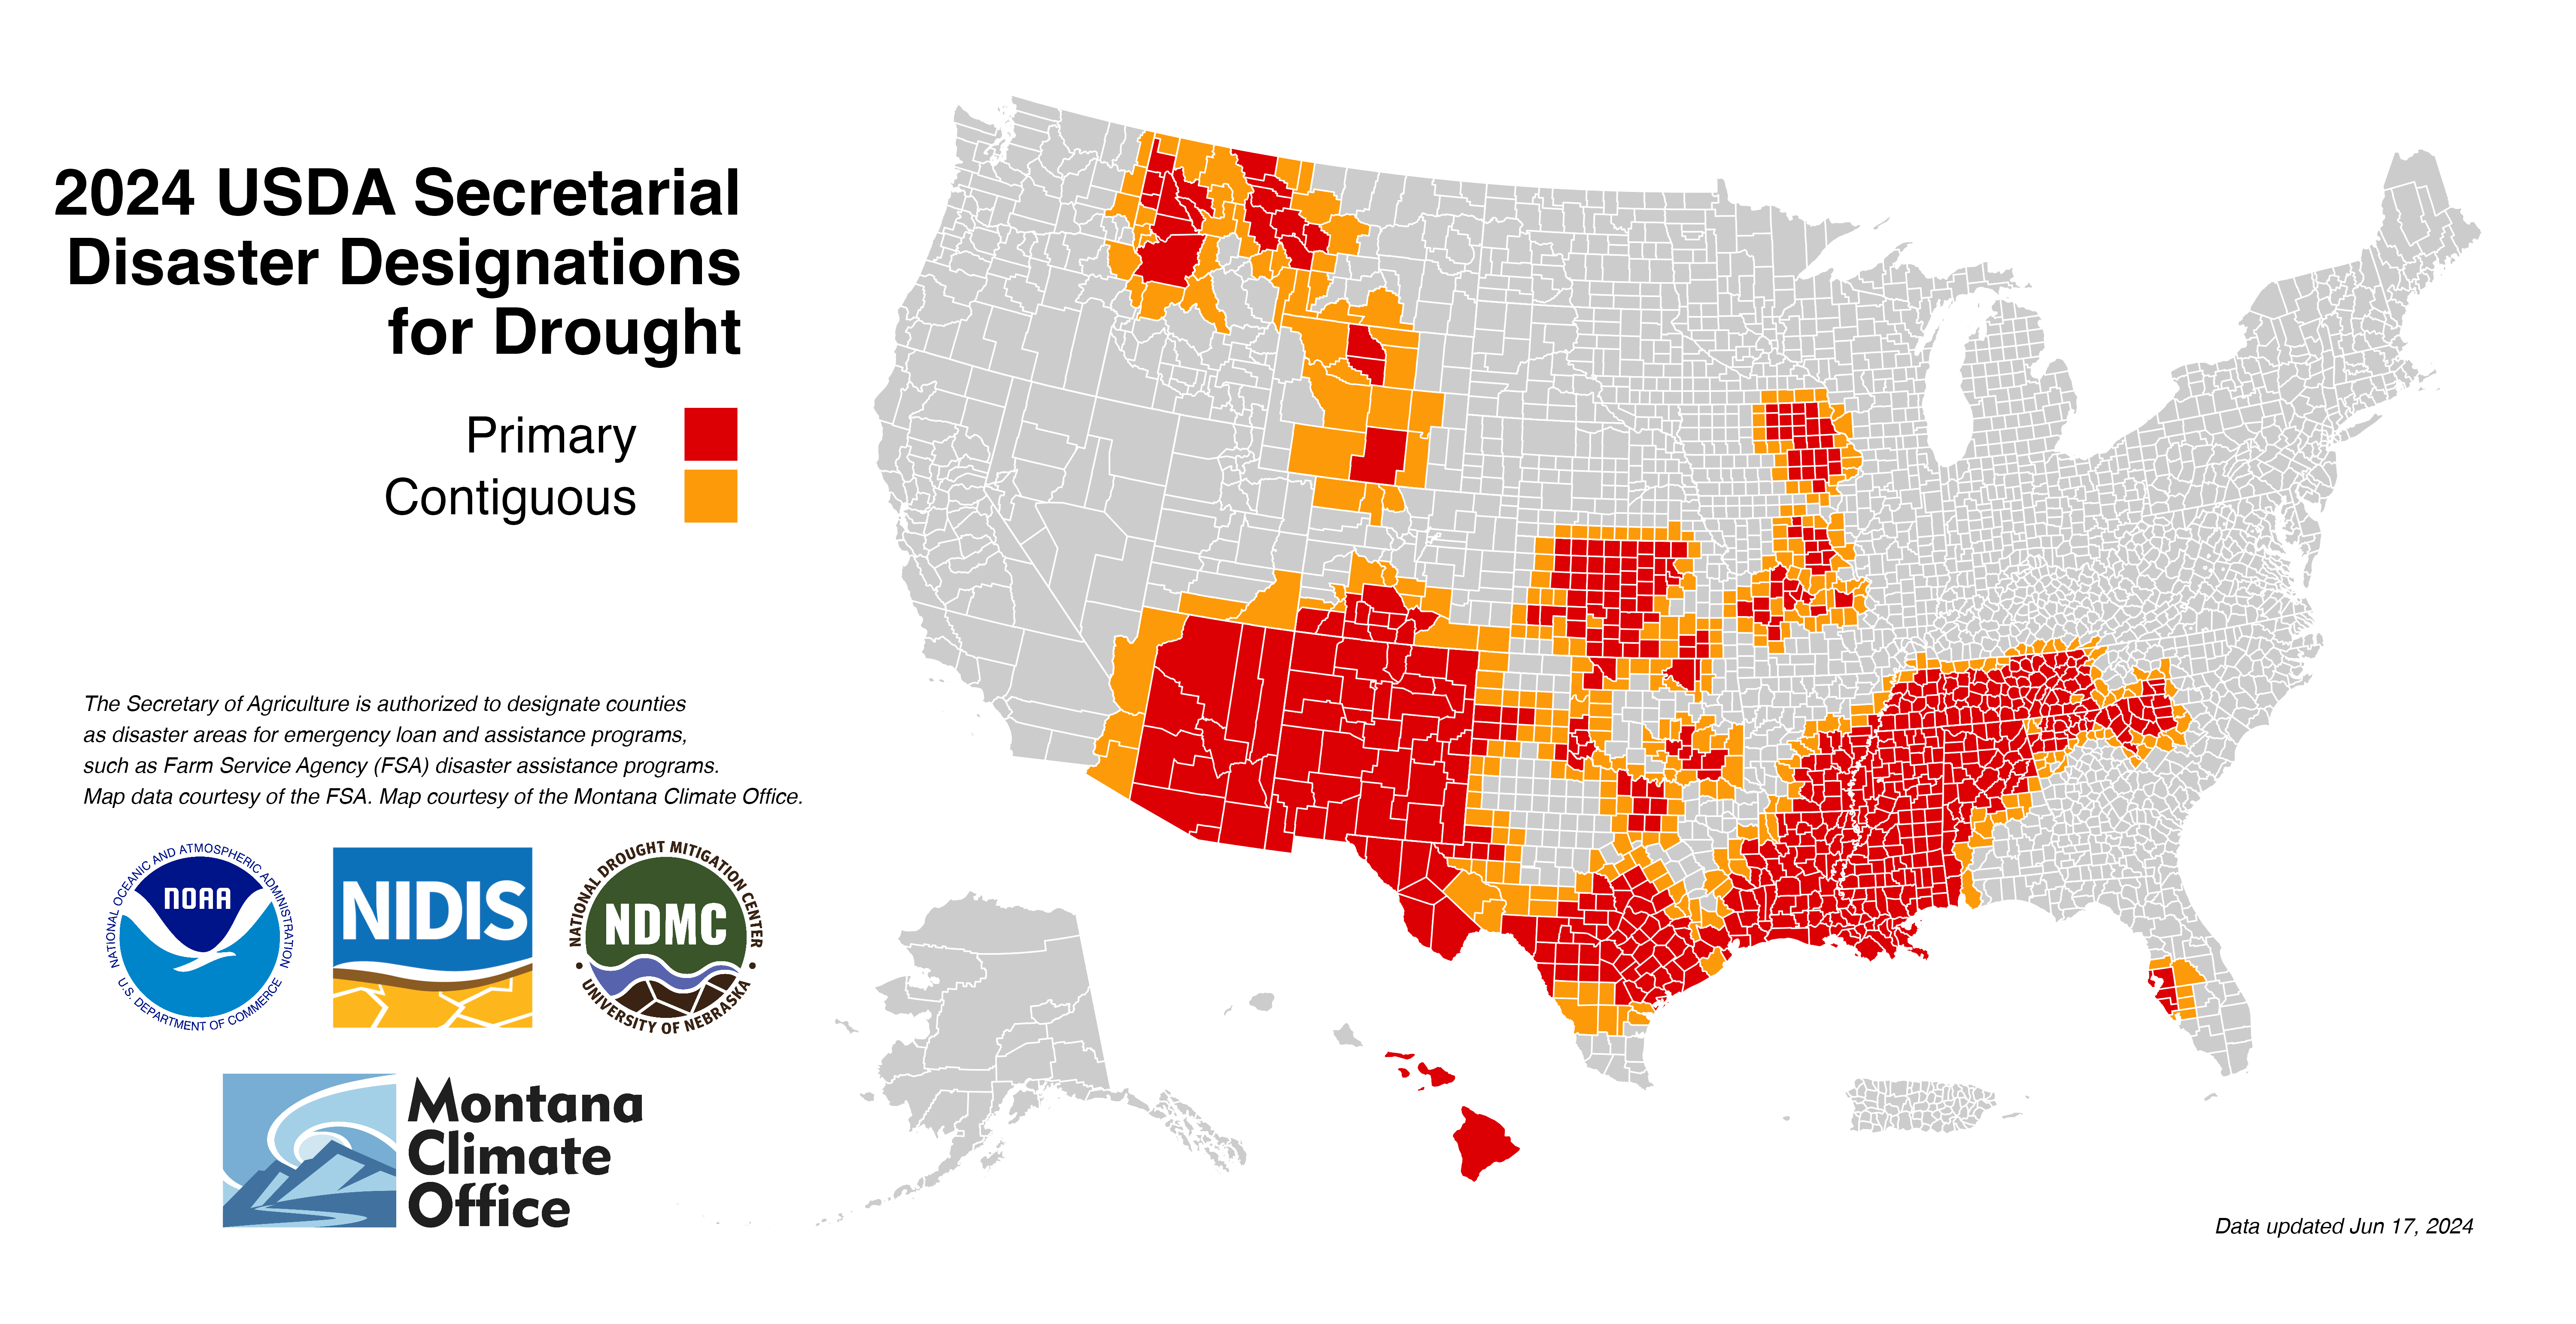 2024 USDA Secretarial
Disaster Designations
for Drought
Primary
Contiguous
The Secretary of Agriculture is authorized to designate counties
as disaster areas for emergency loan and assistance programs,
such as Farm Service Agency (FSA) disaster assistance programs.
Map data courtesy of the FSA. Map courtesy of the Montana Climate Office.
NATIONAL OCEANIC AND ATMOSPHERIC ADMINISTRATION
NOAA
U.S. DEPARTMENT OF COMMERCE
NIDIS
NATIONAL DROUGHT MITIGATION CENTER
NDMC
UNIVERSITY OF NEBRASKA
Montana
Climate
Office
Data updated Jun 17, 2024